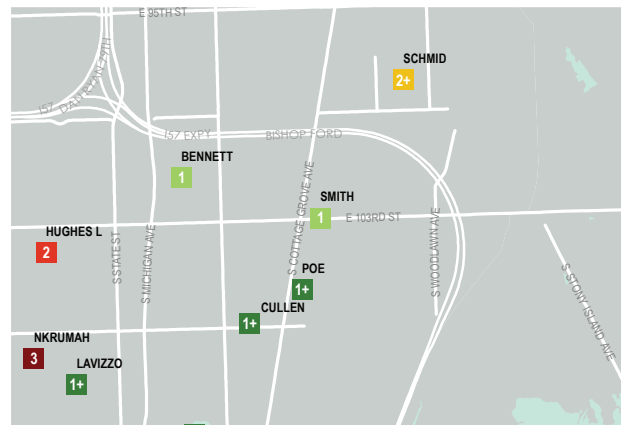 E 95TH ST
SCHMID
2+
I57
DAN RYAN 79TH
I57 EXPY
BISHOP FORD
BENNETT
1
SMITH
1
E 103RD ST
S COTTAGE GROVE AVE
S WOODLAWN AVE
HUGHES L
2
S STATE ST
S MICHIGAN AVE
POE
1+
CULLEN
1+
S STONY ISLAND AVE
NKRUMAH
3
LAVIZZO
1+